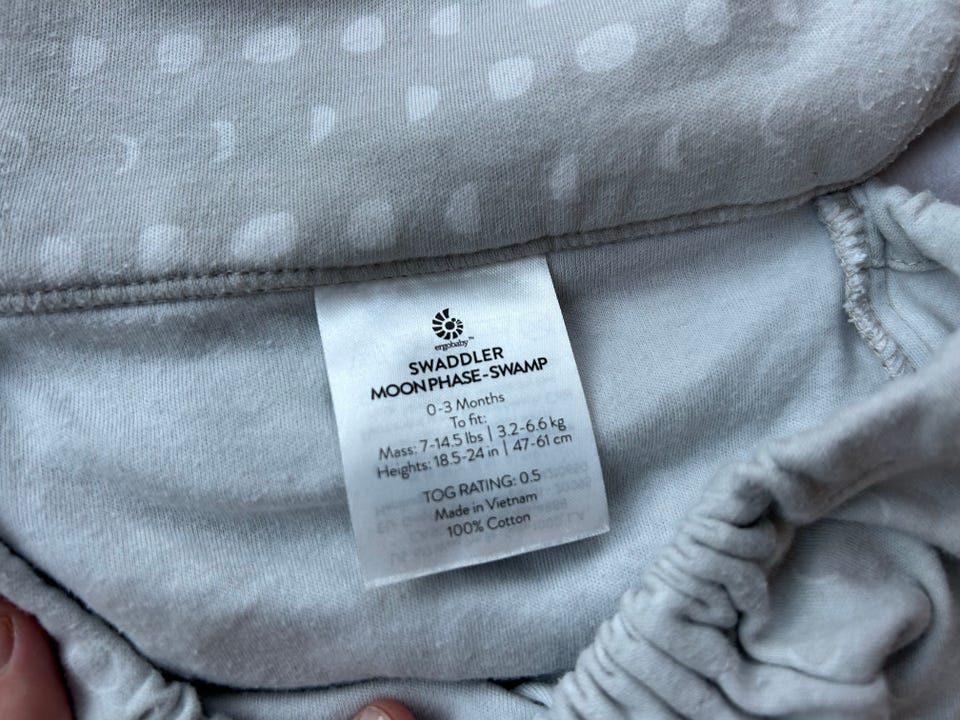 ergobaby™
SWADDLER
MOON PHASE-SWAMP
0-3 Months
To fit:
Mass: 7-14.5 lbs | 3.2-6.6 kg
Heights: 18.5-24 in | 47-61 cm
TOG RATING: 0.5
Made in Vietnam
100% Cotton